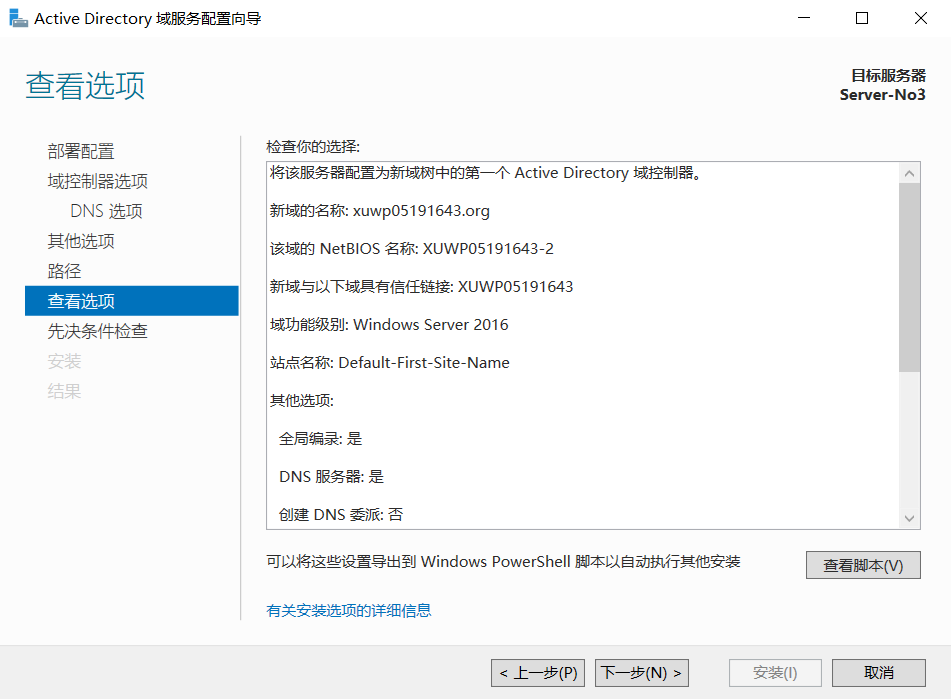 Active Directory 域服务配置向导
查看选项
目标服务器
Server-No3
部署配置
域控制器选项
DNS 选项
其他选项
路径
查看选项
先决条件检查
安装
结果
检查你的选择:
将该服务器配置为新域树中的第一个 Active Directory 域控制器。
新域的名称: xuwp05191643.org
该域的 NetBIOS 名称: XUWP05191643-2
新域与以下域具有信任链接: XUWP05191643
域功能级别: Windows Server 2016
站点名称: Default-First-Site-Name
其他选项:
全局编录: 是
DNS 服务器: 是
创建 DNS 委派: 否
可以将这些设置导出到 Windows PowerShell 脚本以自动执行其他安装
查看脚本(V)
有关安装选项的详细信息
< 上一步(P)
下一步(N) >
安装(I)
取消